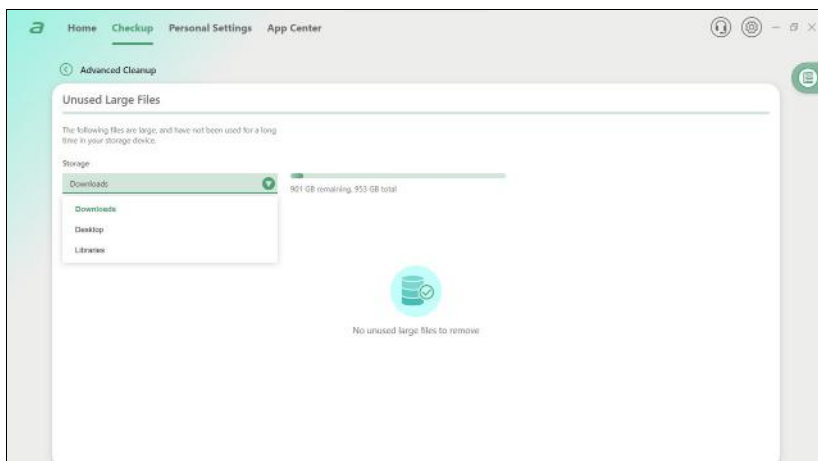 a
Home Checkup Personal Settings App Center
Advanced Cleanup
Unused Large Files
The following files are large, and have not been used for a long
time in your storage device.
Storage
Downloads
901 GB remaining, 953 GB total
Downloads
Desktop
Libraries
No unused large files to remove